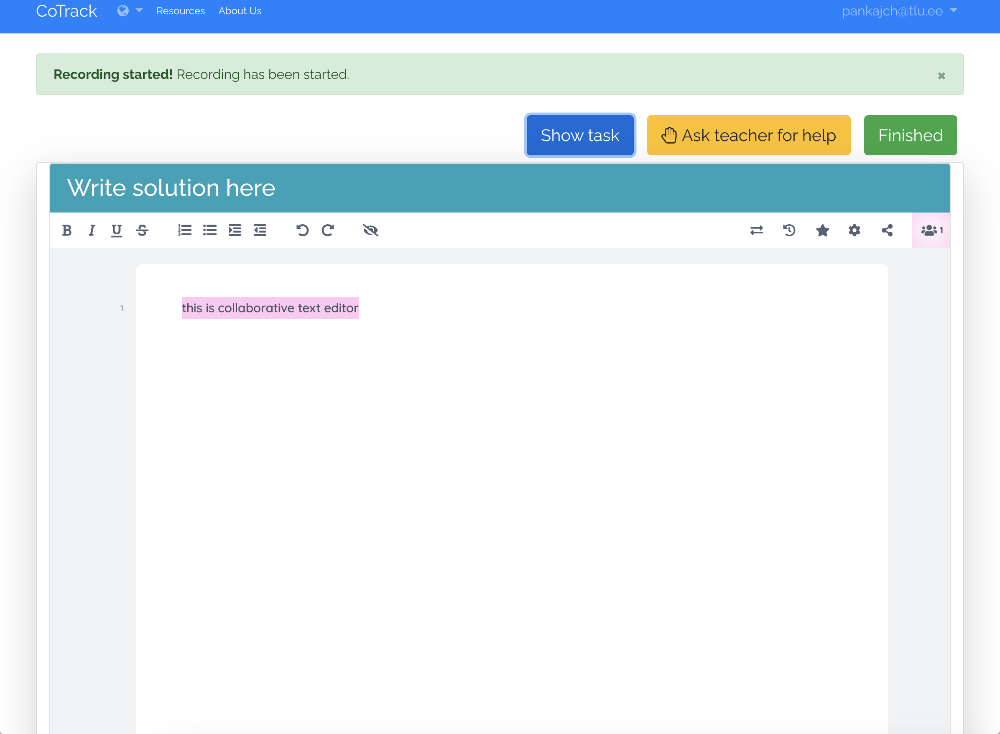 CoTrack Resources About Us pankajch@tlu.ee
Recording started! Recording has been started.
Show task Ask teacher for help Finished
Write solution here
B I U S 1
1 this is collaborative text editor